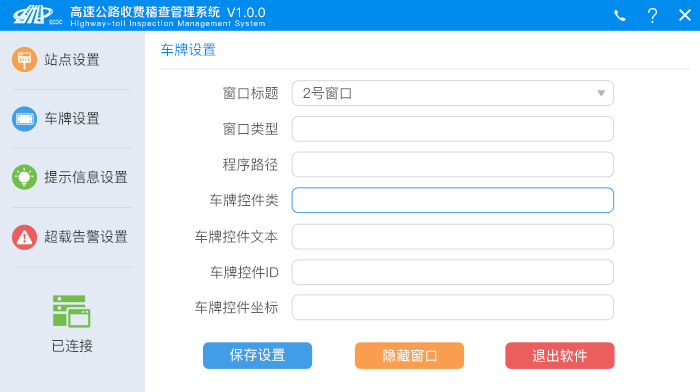 高速公路收费稽查管理系统 V1.0.0
Highway-toll Inspection Management System
ECDC
?
站点设置
车牌设置
提示信息设置
超载告警设置
已连接
车牌设置
窗口标题 2号窗口
窗口类型
程序路径
车牌控件类
车牌控件文本
车牌控件ID
车牌控件坐标
保存设置 隐藏窗口 退出软件